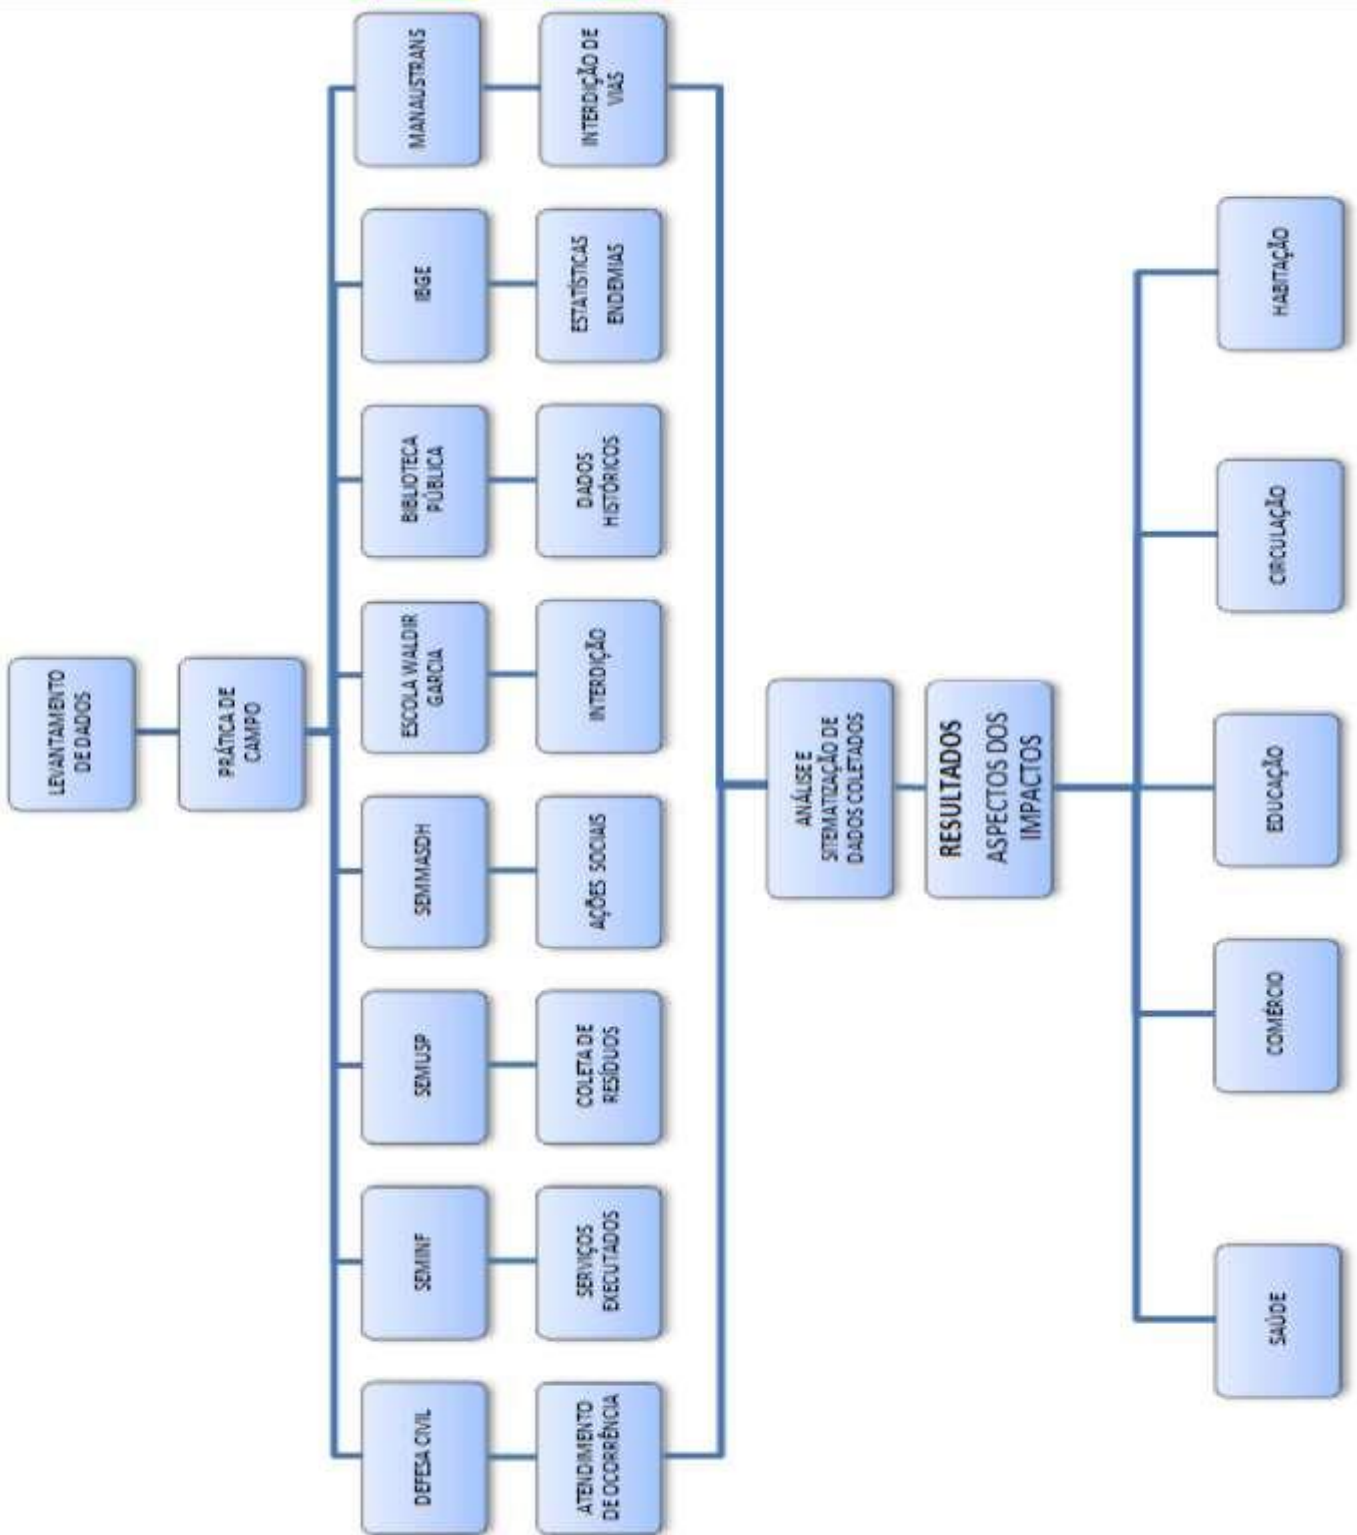 LEVANTAMENTO
DE DADOS
PRÁTICA DE
CAMPO
DEFESA CIVIL
SEMINF
SEMUSP
SEMMASDH
ESCOLA WALDIR
GARCIA
BIBLIOTECA
PÚBLICA
IBGE
MANAUSTRANS
ATENDIMENTO
DE OCORRÊNCIA
SERVIÇOS
EXECUTADOS
COLETA DE
RESÍDUOS
AÇÕES SOCIAIS
INTERDIÇÃO
DADOS
HISTÓRICOS
ESTATÍSTICAS
ENDEMIAS
INTERDIÇÃO DE
VIAS
ANÁLISE E
SITEMATIZAÇÃO DE
DADOS COLETADOS
RESULTADOS
ASPECTOS DOS
IMPACTOS
SAÚDE
COMÉRCIO
EDUCAÇÃO
CIRCULAÇÃO
HABITAÇÃO